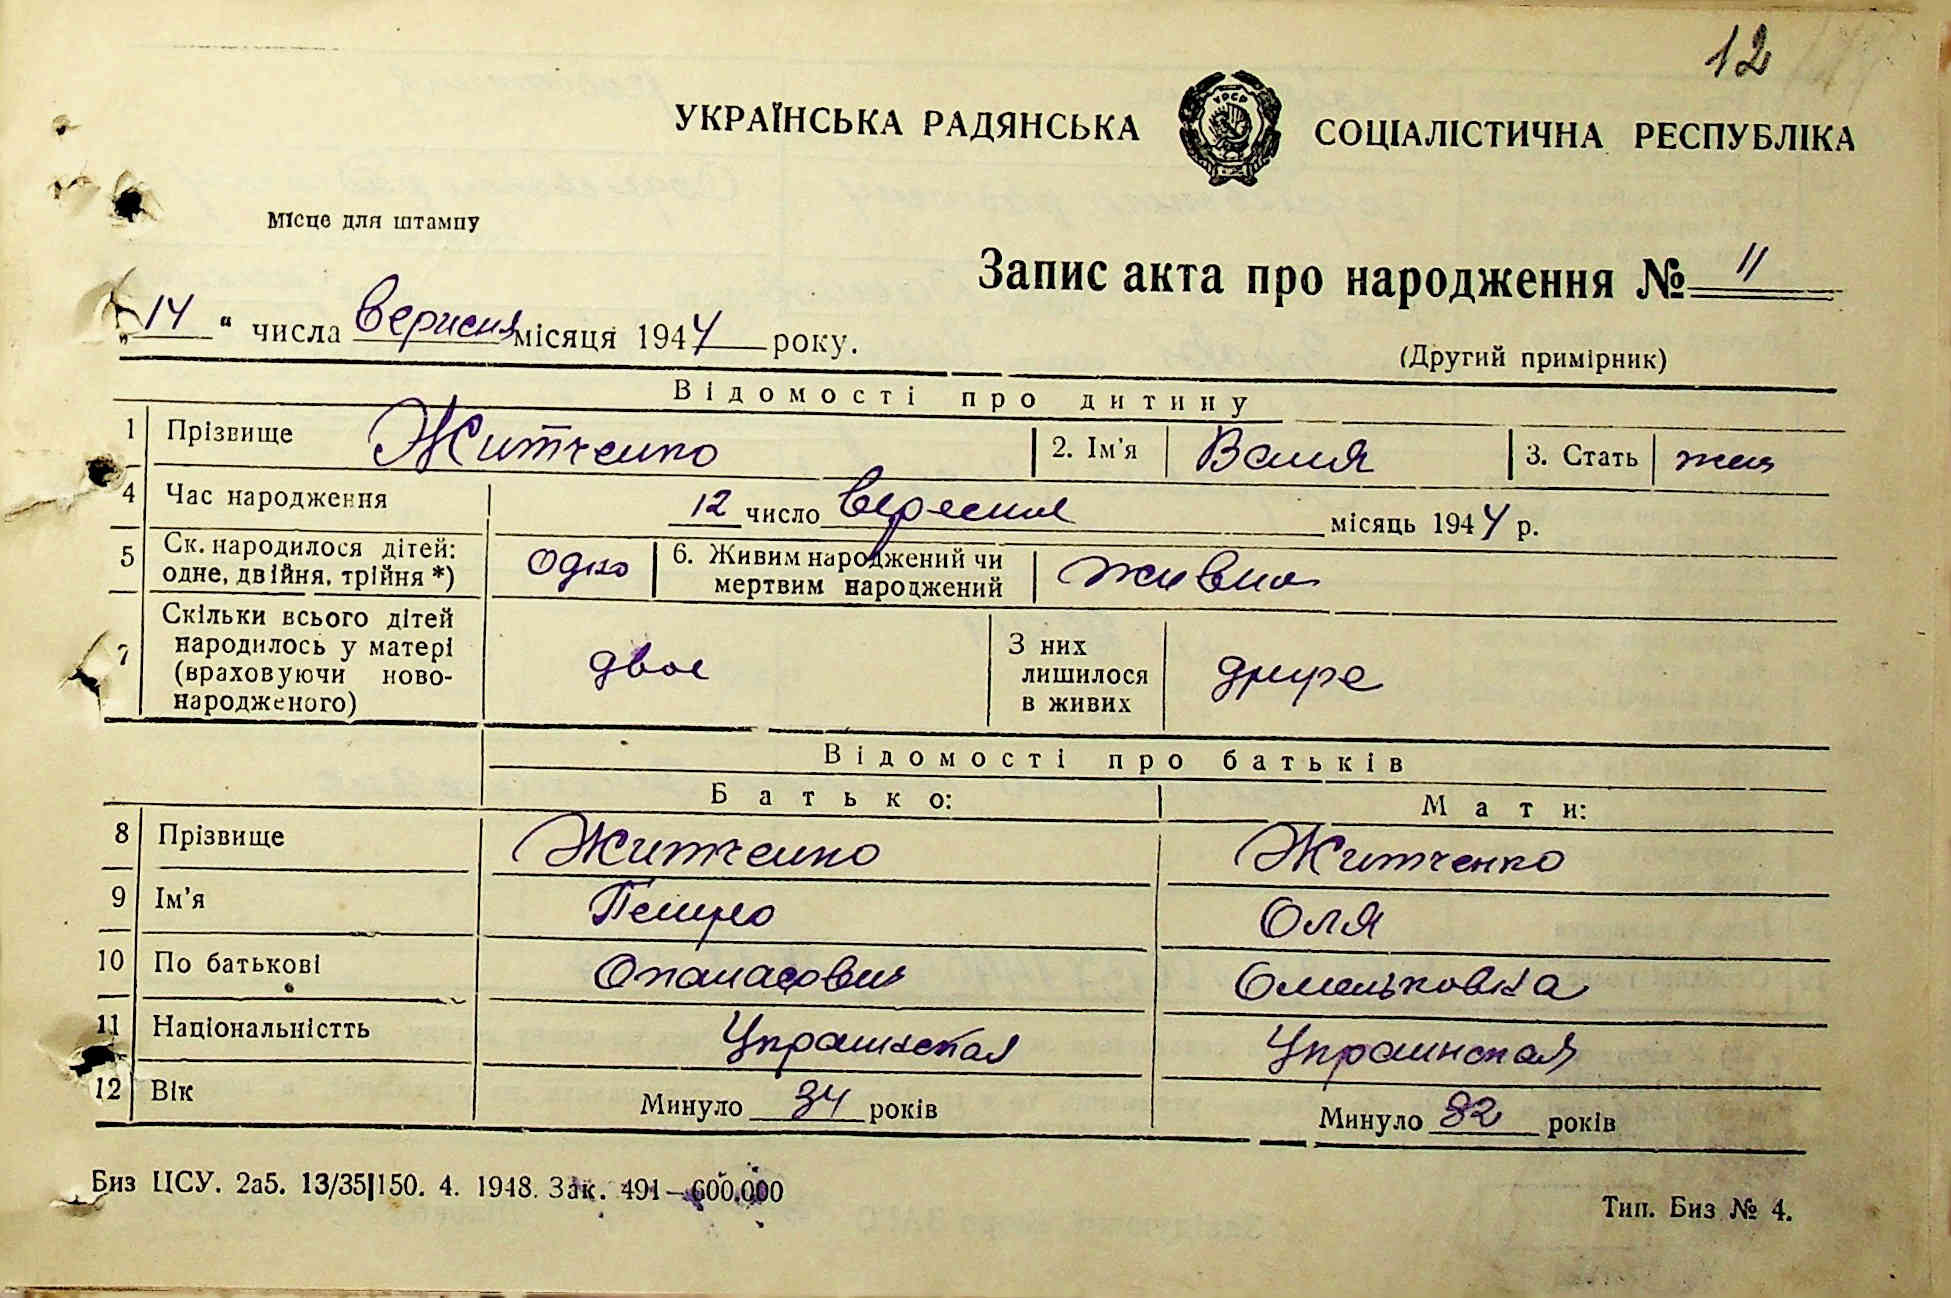 12
УКРАЇНСЬКА РАДЯНСЬКА СОЦІАЛІСТИЧНА РЕСПУБЛІКА
УРСР
Місце для штампу
Запис акта про народження № 11
„14“ числа вересня місяця 1944 року.
(Другий примірник)
Відомості про дитину
1 Прізвище Житченко 2. Ім'я Валя 3. Стать жен
4 Час народження 12 число вересня місяць 1944 р.
5 Ск. народилося дітей: одне, двійня, трійня *) одно 6. Живим народжений чи мертвим народжений
7 Скільки всього дітей народилось у матері (враховуючи новонародженого) двое З них лишилося в живих
Відомості про батьків
Батько: Мати:
8 Прізвище Житченко Житченко
9 Ім'я Петро Оля
10 По батькові Опанасович Омельковна
11 Національністть Украинская Украинская
12 Вік Минуло 34 років Минуло 32 років
Биз ЦСУ. 2а5. 13/35|150. 4. 1948. Зак. 491—600.000
Тип. Биз № 4.